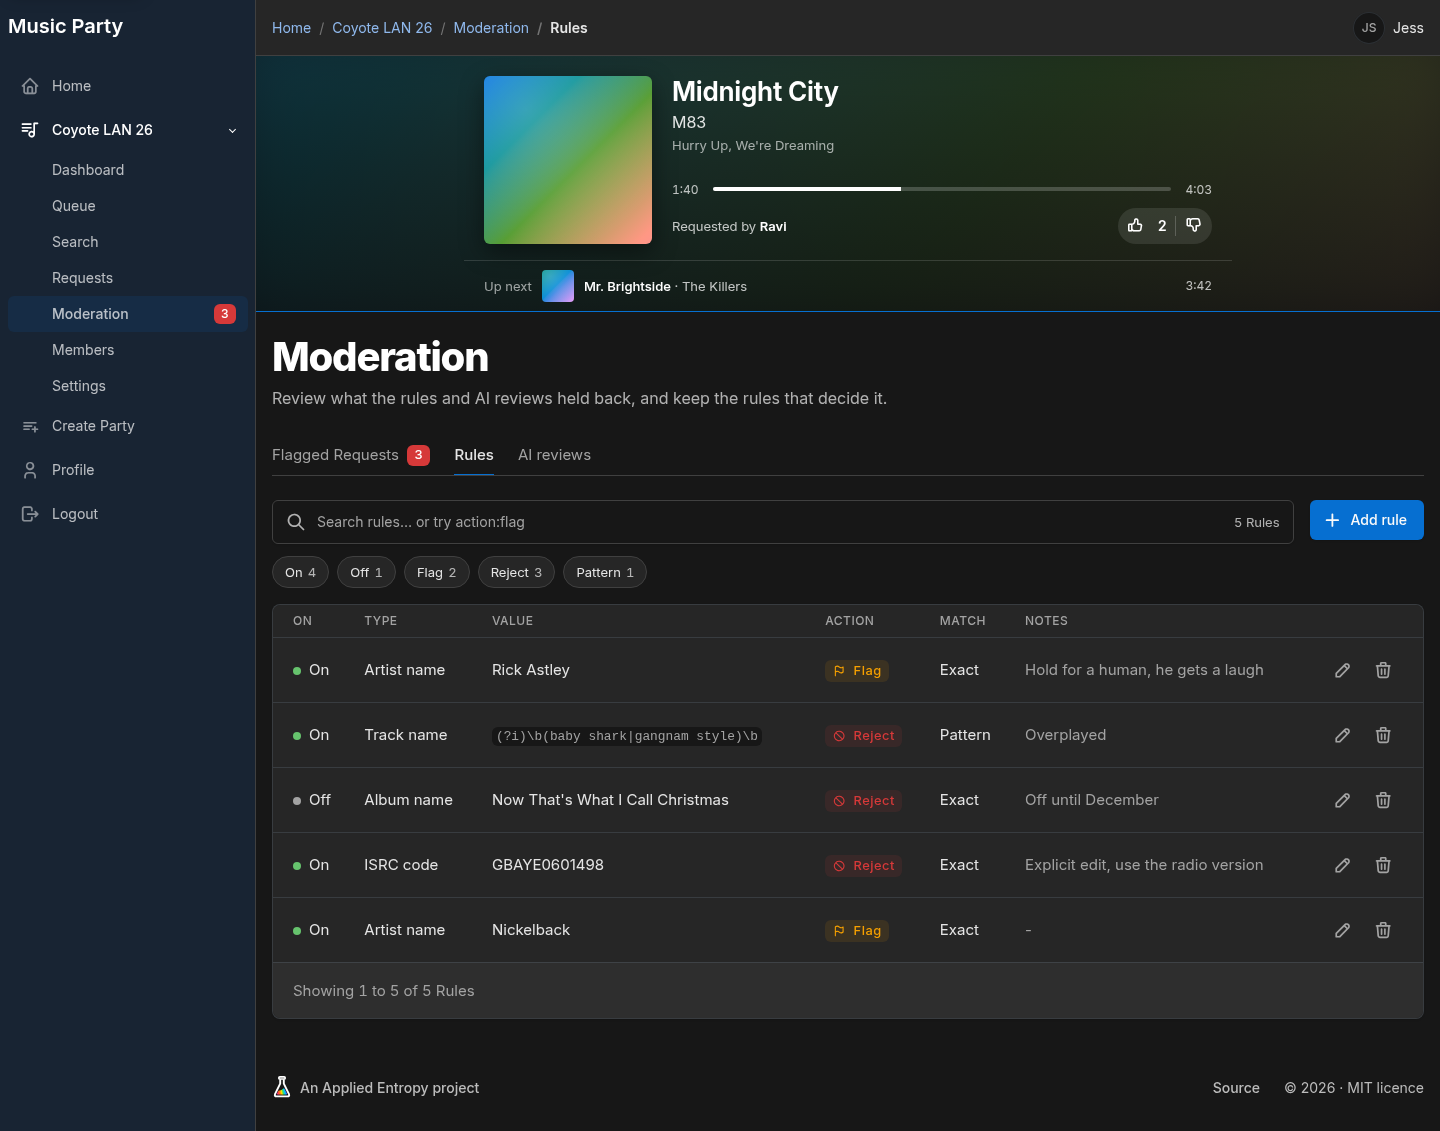 Music Party
Home
Coyote LAN 26
Dashboard
Queue
Search
Requests
Moderation 3
Members
Settings
Create Party
Profile
Logout
Home / Coyote LAN 26 / Moderation / Rules
JS Jess
Midnight City
M83
Hurry Up, We're Dreaming
1:40 4:03
Requested by Ravi 2
Up next Mr. Brightside · The Killers 3:42
Moderation
Review what the rules and AI reviews held back, and keep the rules that decide it.
Flagged Requests 3 Rules AI reviews
Search rules... or try action:flag 5 Rules Add rule
On 4 Off 1 Flag 2 Reject 3 Pattern 1
ON TYPE VALUE ACTION MATCH NOTES
On Artist name Rick Astley Flag Exact Hold for a human, he gets a laugh
On Track name (?i)\b(baby shark|gangnam style)\b Reject Pattern Overplayed
Off Album name Now That's What I Call Christmas Reject Exact Off until December
On ISRC code GBAYE0601498 Reject Exact Explicit edit, use the radio version
On Artist name Nickelback Flag Exact -
Showing 1 to 5 of 5 Rules
An Applied Entropy project Source © 2026 · MIT licence